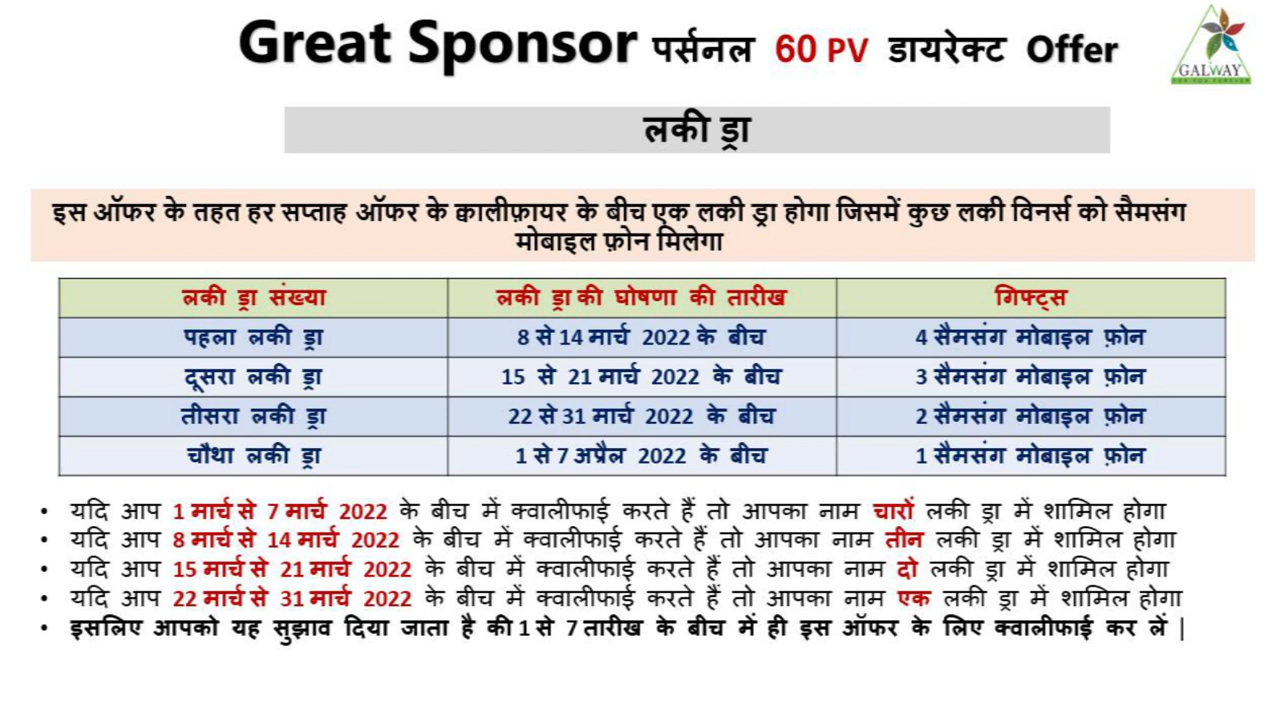 Great Sponsor पर्सनल 60 PV डायरेक्ट Offer
GALWAY
लकी ड्रा
इस ऑफर के तहत हर सप्ताह ऑफर के क्वालीफ़ायर के बीच एक लकी ड्रा होगा जिसमें कुछ लकी विनर्स को सैमसंग
मोबाइल फ़ोन मिलेगा
लकी ड्रा संख्या लकी ड्रा की घोषणा की तारीख गिफ्ट्स
पहला लकी ड्रा 8 से 14 मार्च 2022 के बीच 4 सैमसंग मोबाइल फ़ोन
दूसरा लकी ड्रा 15 से 21 मार्च 2022 के बीच 3 सैमसंग मोबाइल फ़ोन
तीसरा लकी ड्रा 22 से 31 मार्च 2022 के बीच 2 सैमसंग मोबाइल फ़ोन
चौथा लकी ड्रा 1 से 7 अप्रैल 2022 के बीच 1 सैमसंग मोबाइल फ़ोन
• यदि आप 1 मार्च से 7 मार्च 2022 के बीच में क्वालीफाई करते हैं तो आपका नाम चारों लकी ड्रा में शामिल होगा
• यदि आप 8 मार्च से 14 मार्च 2022 के बीच में क्वालीफाई करते हैं तो आपका नाम तीन लकी ड्रा में शामिल होगा
• यदि आप 15 मार्च से 21 मार्च 2022 के बीच में क्वालीफाई करते हैं तो आपका नाम दो लकी ड्रा में शामिल होगा
• यदि आप 22 मार्च से 31 मार्च 2022 के बीच में क्वालीफाई करते हैं तो आपका नाम एक लकी ड्रा में शामिल होगा
• इसलिए आपको यह सुझाव दिया जाता है की 1 से 7 तारीख के बीच में ही इस ऑफर के लिए क्वालीफाई कर लें |